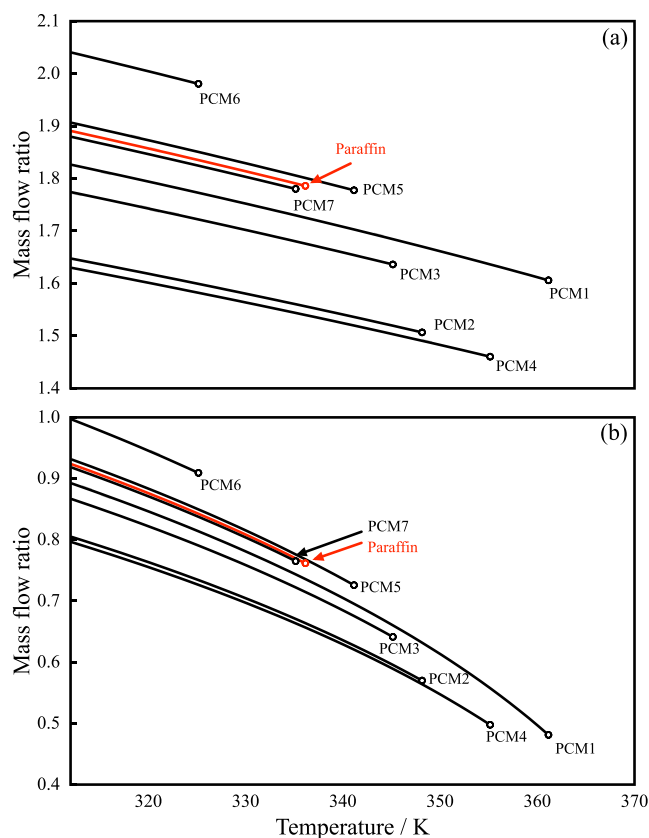 (a)
2.1
2.0
1.9
1.8
1.7
1.6
1.5
1.4
Mass flow ratio
PCM6
Paraffin
PCM5
PCM7
PCM3
PCM1
PCM2
PCM4
(b)
1.0
0.9
0.8
0.7
0.6
0.5
0.4
Mass flow ratio
PCM6
PCM7
Paraffin
PCM5
PCM3
PCM2
PCM4
PCM1
320
330
340
350
360
370
Temperature / K